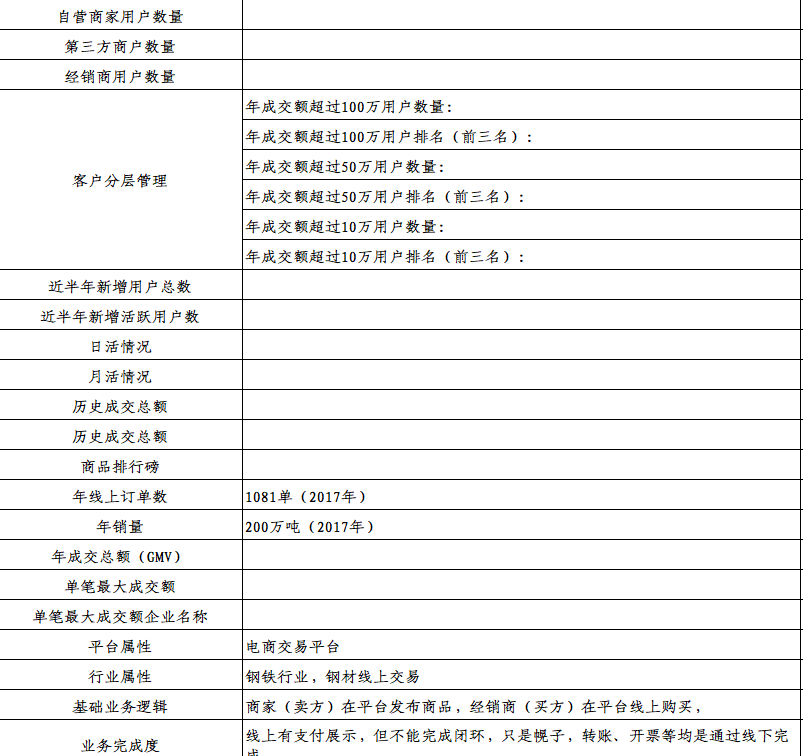 自营商家用户数量
第三方商户数量
经销商用户数量
客户分层管理
年成交额超过100万用户数量：
年成交额超过100万用户排名（前三名）：
年成交额超过50万用户数量：
年成交额超过50万用户排名（前三名）：
年成交额超过10万用户数量：
年成交额超过10万用户排名（前三名）：
近半年新增用户总数
近半年新增活跃用户数
日活情况
月活情况
历史成交总额
历史成交总额
商品排行磅
年线上订单数 1081单（2017年）
年销量 200万吨（2017年）
年成交总额（GMV）
单笔最大成交额
单笔最大成交额企业名称
平台属性 电商交易平台
行业属性 钢铁行业，钢材线上交易
基础业务逻辑 商家（卖方）在平台发布商品，经销商（买方）在平台线上购买，
业务完成度 线上有支付展示，但不能完成闭环，只是幌子，转账、开票等均是通过线下完
成